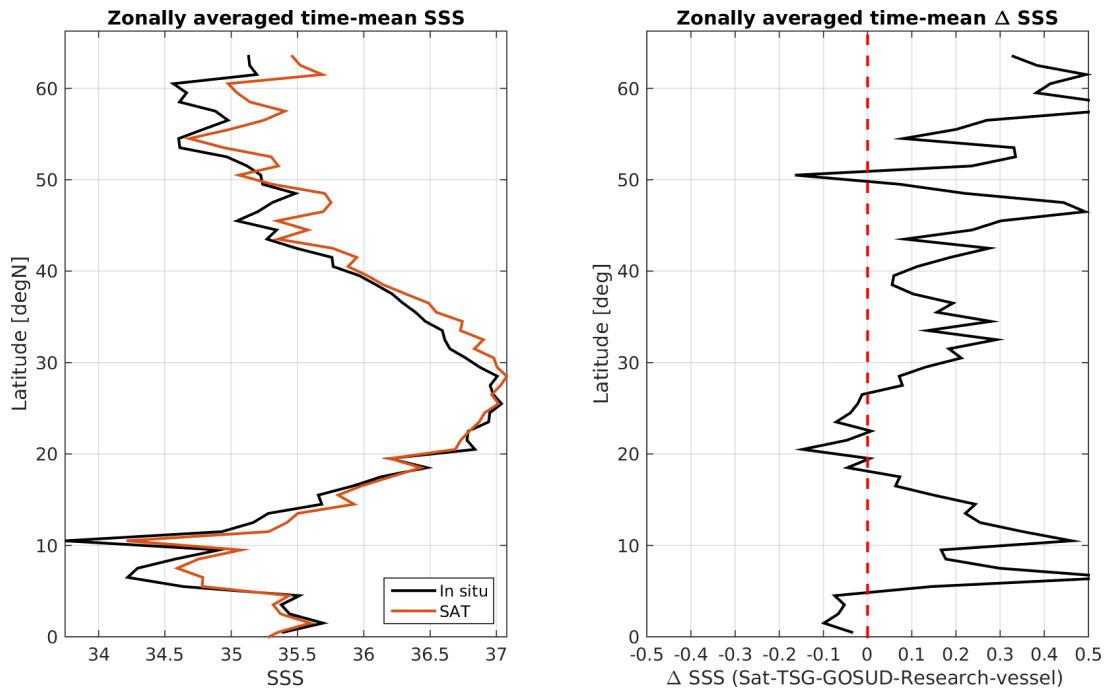 Zonally averaged time-mean SSS
Latitude [degN]
60
50
40
30
20
10
0
34 34.5 35 35.5 36 36.5 37
SSS
In situ
SAT
Zonally averaged time-mean Δ SSS
Latitude [deg]
60
50
40
30
20
10
0
-0.5 -0.4 -0.3 -0.2 -0.1 0 0.1 0.2 0.3 0.4 0.5
Δ SSS (Sat-TSG-GOSUD-Research-vessel)